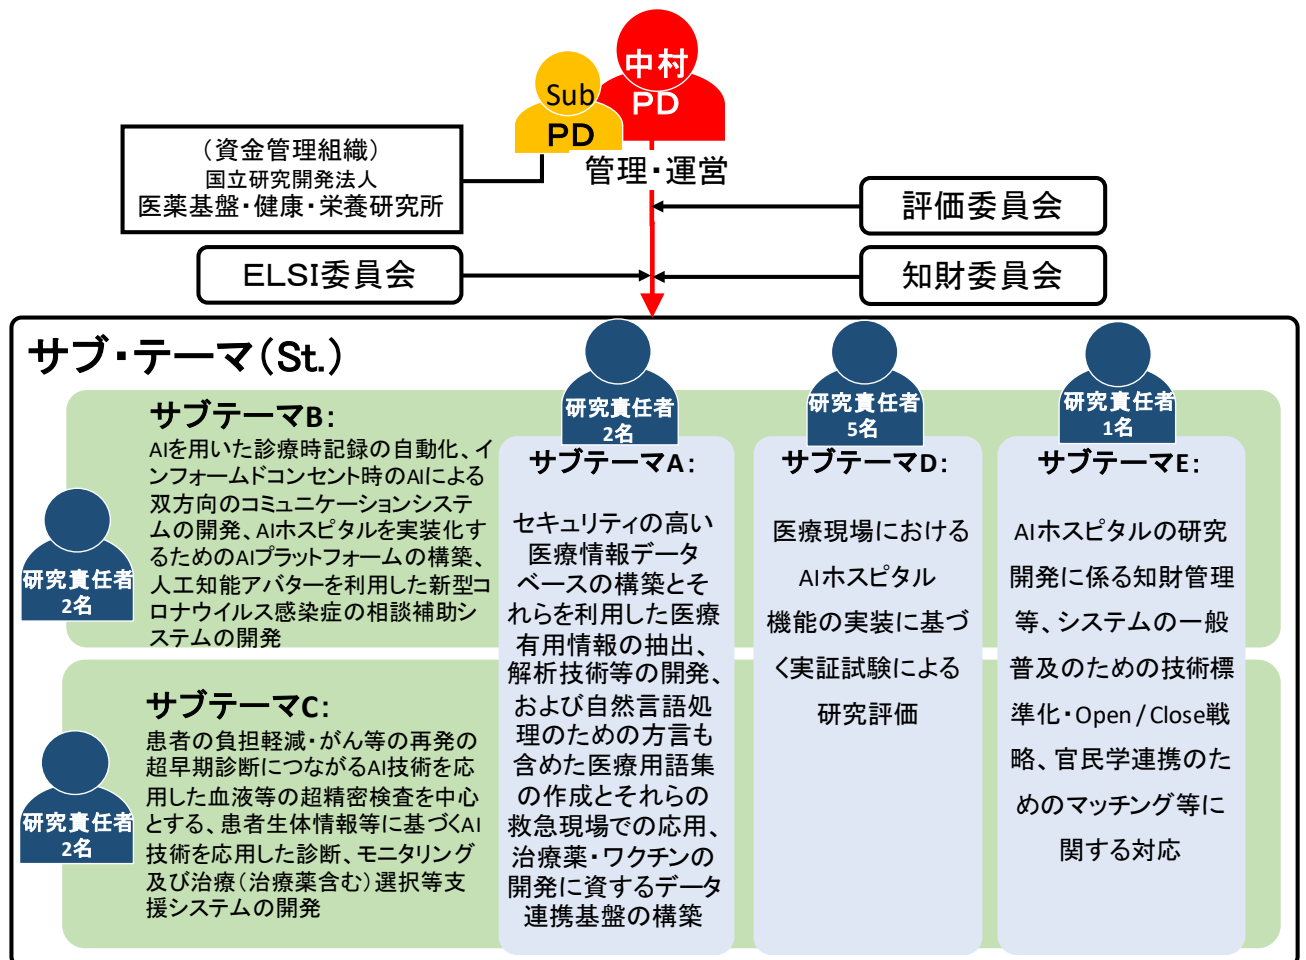 中村
PD
Sub
PD
管理・運営
（資金管理組織）
国立研究開発法人
医薬基盤・健康・栄養研究所
評価委員会
ELSI委員会
知財委員会
サブ・テーマ（St.）
研究責任者
2名
サブテーマB：
AIを用いた診療時記録の自動化、イ
ンフォームドコンセント時のAIによる
双方向のコミュニケーションシステ
ムの開発、AIホスピタルを実装化す
るためのAIプラットフォームの構築、
人工知能アバターを利用した新型コ
ロナウイルス感染症の相談補助シ
ステムの開発
研究責任者
2名
サブテーマC：
患者の負担軽減・がん等の再発の
超早期診断につながるAI技術を応
用した血液等の超精密検査を中心
とする、患者生体情報等に基づくAI
技術を応用した診断、モニタリング
及び治療（治療薬含む）選択等支
援システムの開発
研究責任者
2名
サブテーマA：
セキュリティの高い
医療情報データ
ベースの構築とそ
れらを利用した医療
有用情報の抽出、
解析技術等の開発、
および自然言語処
理のための方言も
含めた医療用語集
の作成とそれらの
救急現場での応用、
治療薬・ワクチンの
開発に資するデータ
連携基盤の構築
研究責任者
5名
サブテーマD：
医療現場における
AIホスピタル
機能の実装に基づ
く実証試験による
研究評価
研究責任者
1名
サブテーマE：
AIホスピタルの研究
開発に係る知財管理
等、システムの一般
普及のための技術標
準化・Open / Close戦
略、官民学連携のた
めのマッチング等に
関する対応